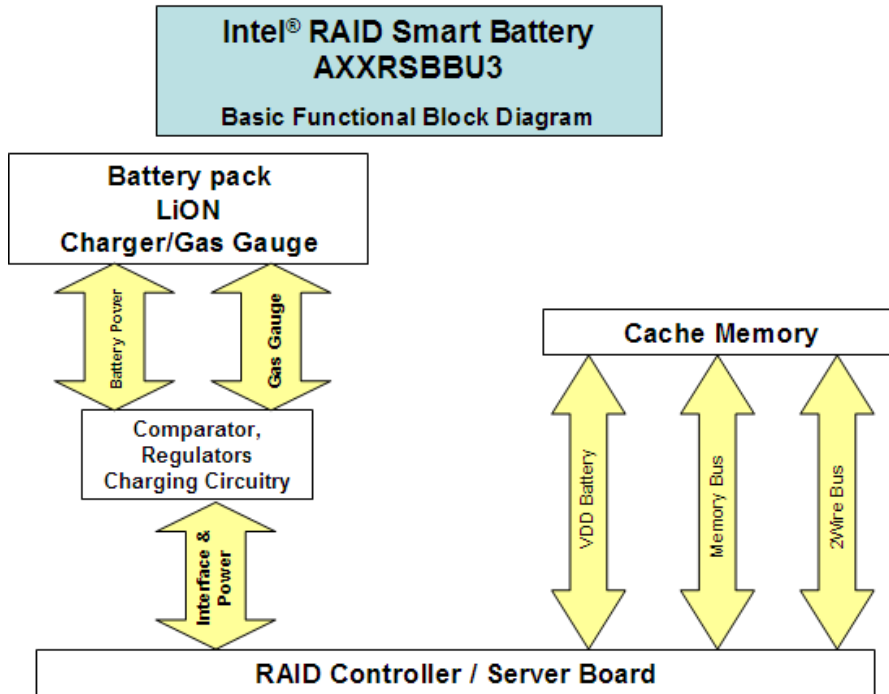 Intel® RAID Smart Battery
AXXRSBBU3
Basic Functional Block Diagram
Battery pack
LiON
Charger/Gas Gauge
Battery Power
Gas Gauge
Cache Memory
Comparator,
Regulators
Charging Circuitry
VDD Battery
Memory Bus
2Wire Bus
Interface &
Power
RAID Controller / Server Board